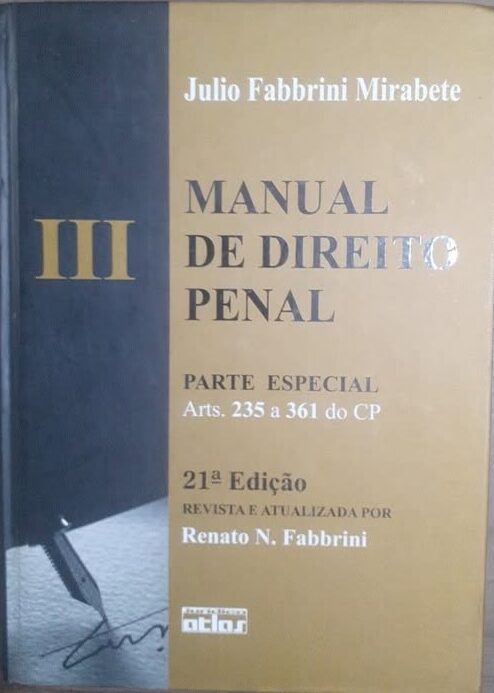 Julio Fabbrini Mirabete
III
MANUAL
DE DIREITO
PENAL
PARTE ESPECIAL
Arts. 235 a 361 do CP
21ª Edição
REVISTA E ATUALIZADA POR
Renato N. Fabbrini
jurídico
atlas